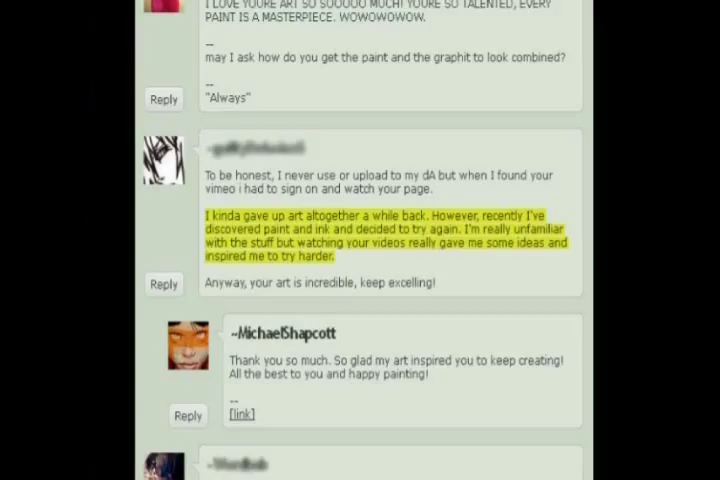 I LOVE YOURE ART SO SOOOOO MUCH! YOURE SO TALENTED, EVERY
PAINT IS A MASTERPIECE. WOWOWOWOW.
--
may I ask how do you get the paint and the graphit to look combined?
--
"Always"
Reply
To be honest, I never use or upload to my dA but when I found your
vimeo i had to sign on and watch your page.
I kinda gave up art altogether a while back. However, recently I've
discovered paint and ink and decided to try again. I'm really unfamiliar
with the stuff but watching your videos really gave me some ideas and
inspired me to try harder.
Anyway, your art is incredible, keep excelling!
Reply
~MichaelShapcott
Thank you so much. So glad my art inspired you to keep creating!
All the best to you and happy painting!
--
[link]
Reply